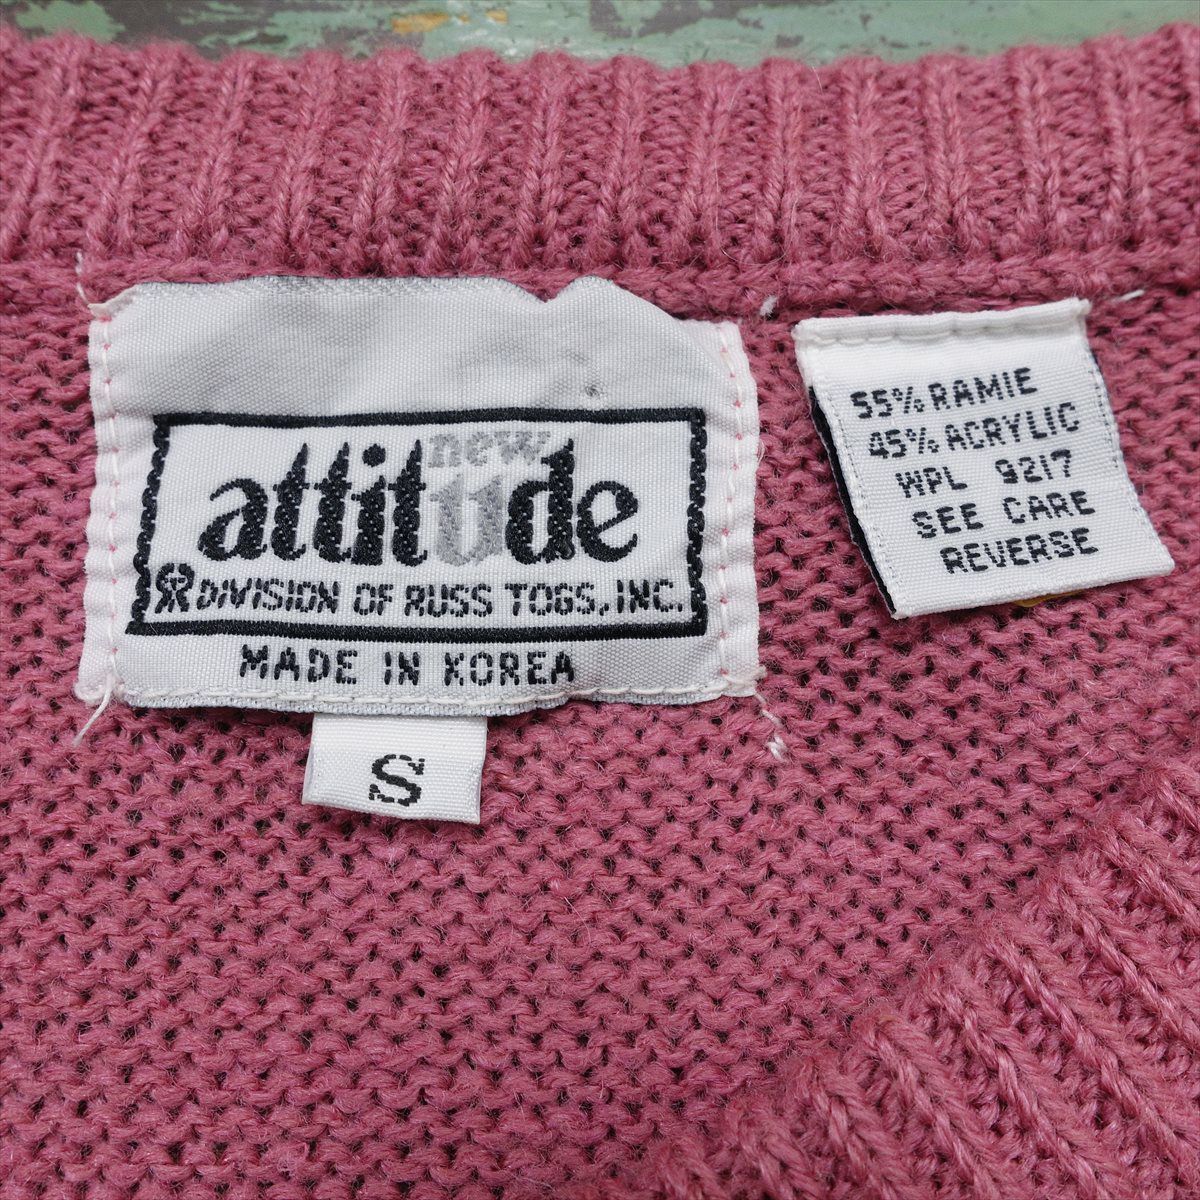 new
attitude
DIVISION OF RUSS TOGS, INC.
MADE IN KOREA
S
55% RAMIE
45% ACRYLIC
WPL 9217
SEE CARE
REVERSE